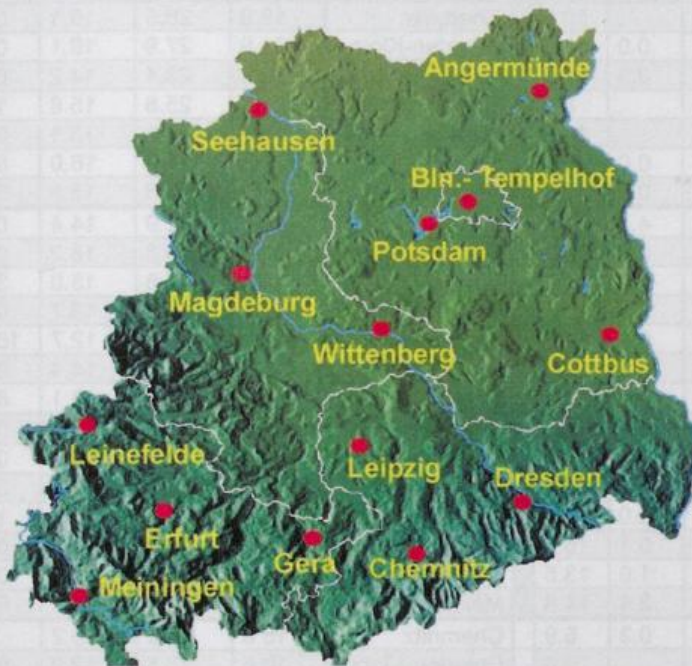 Angermünde
Seehausen
Bln.- Tempelhof
Potsdam
Magdeburg
Wittenberg
Cottbus
Leinefelde
Leipzig
Dresden
Erfurt
Gera
Chemnitz
Meiningen